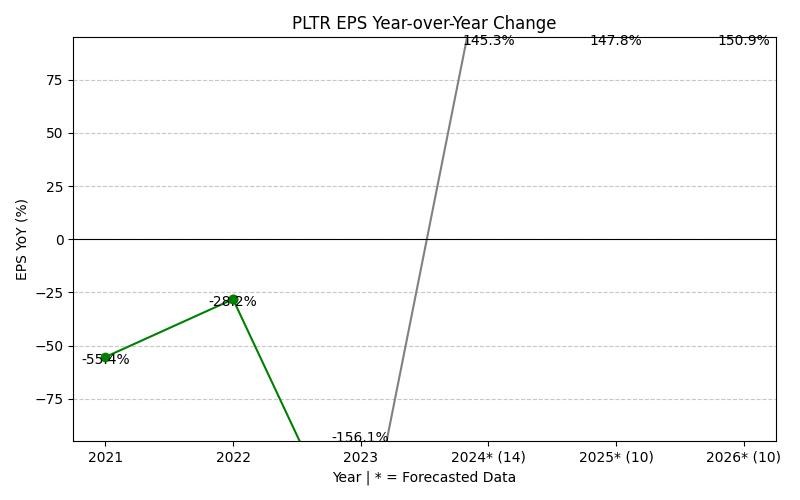 PLTR EPS Year-over-Year Change
145.3% 147.8% 150.9%
75
50
25
0
−25
-28.2%
−50
-55.4%
−75
-156.1%
EPS YoY (%)
2021 2022 2023 2024* (14) 2025* (10) 2026* (10)
Year | * = Forecasted Data